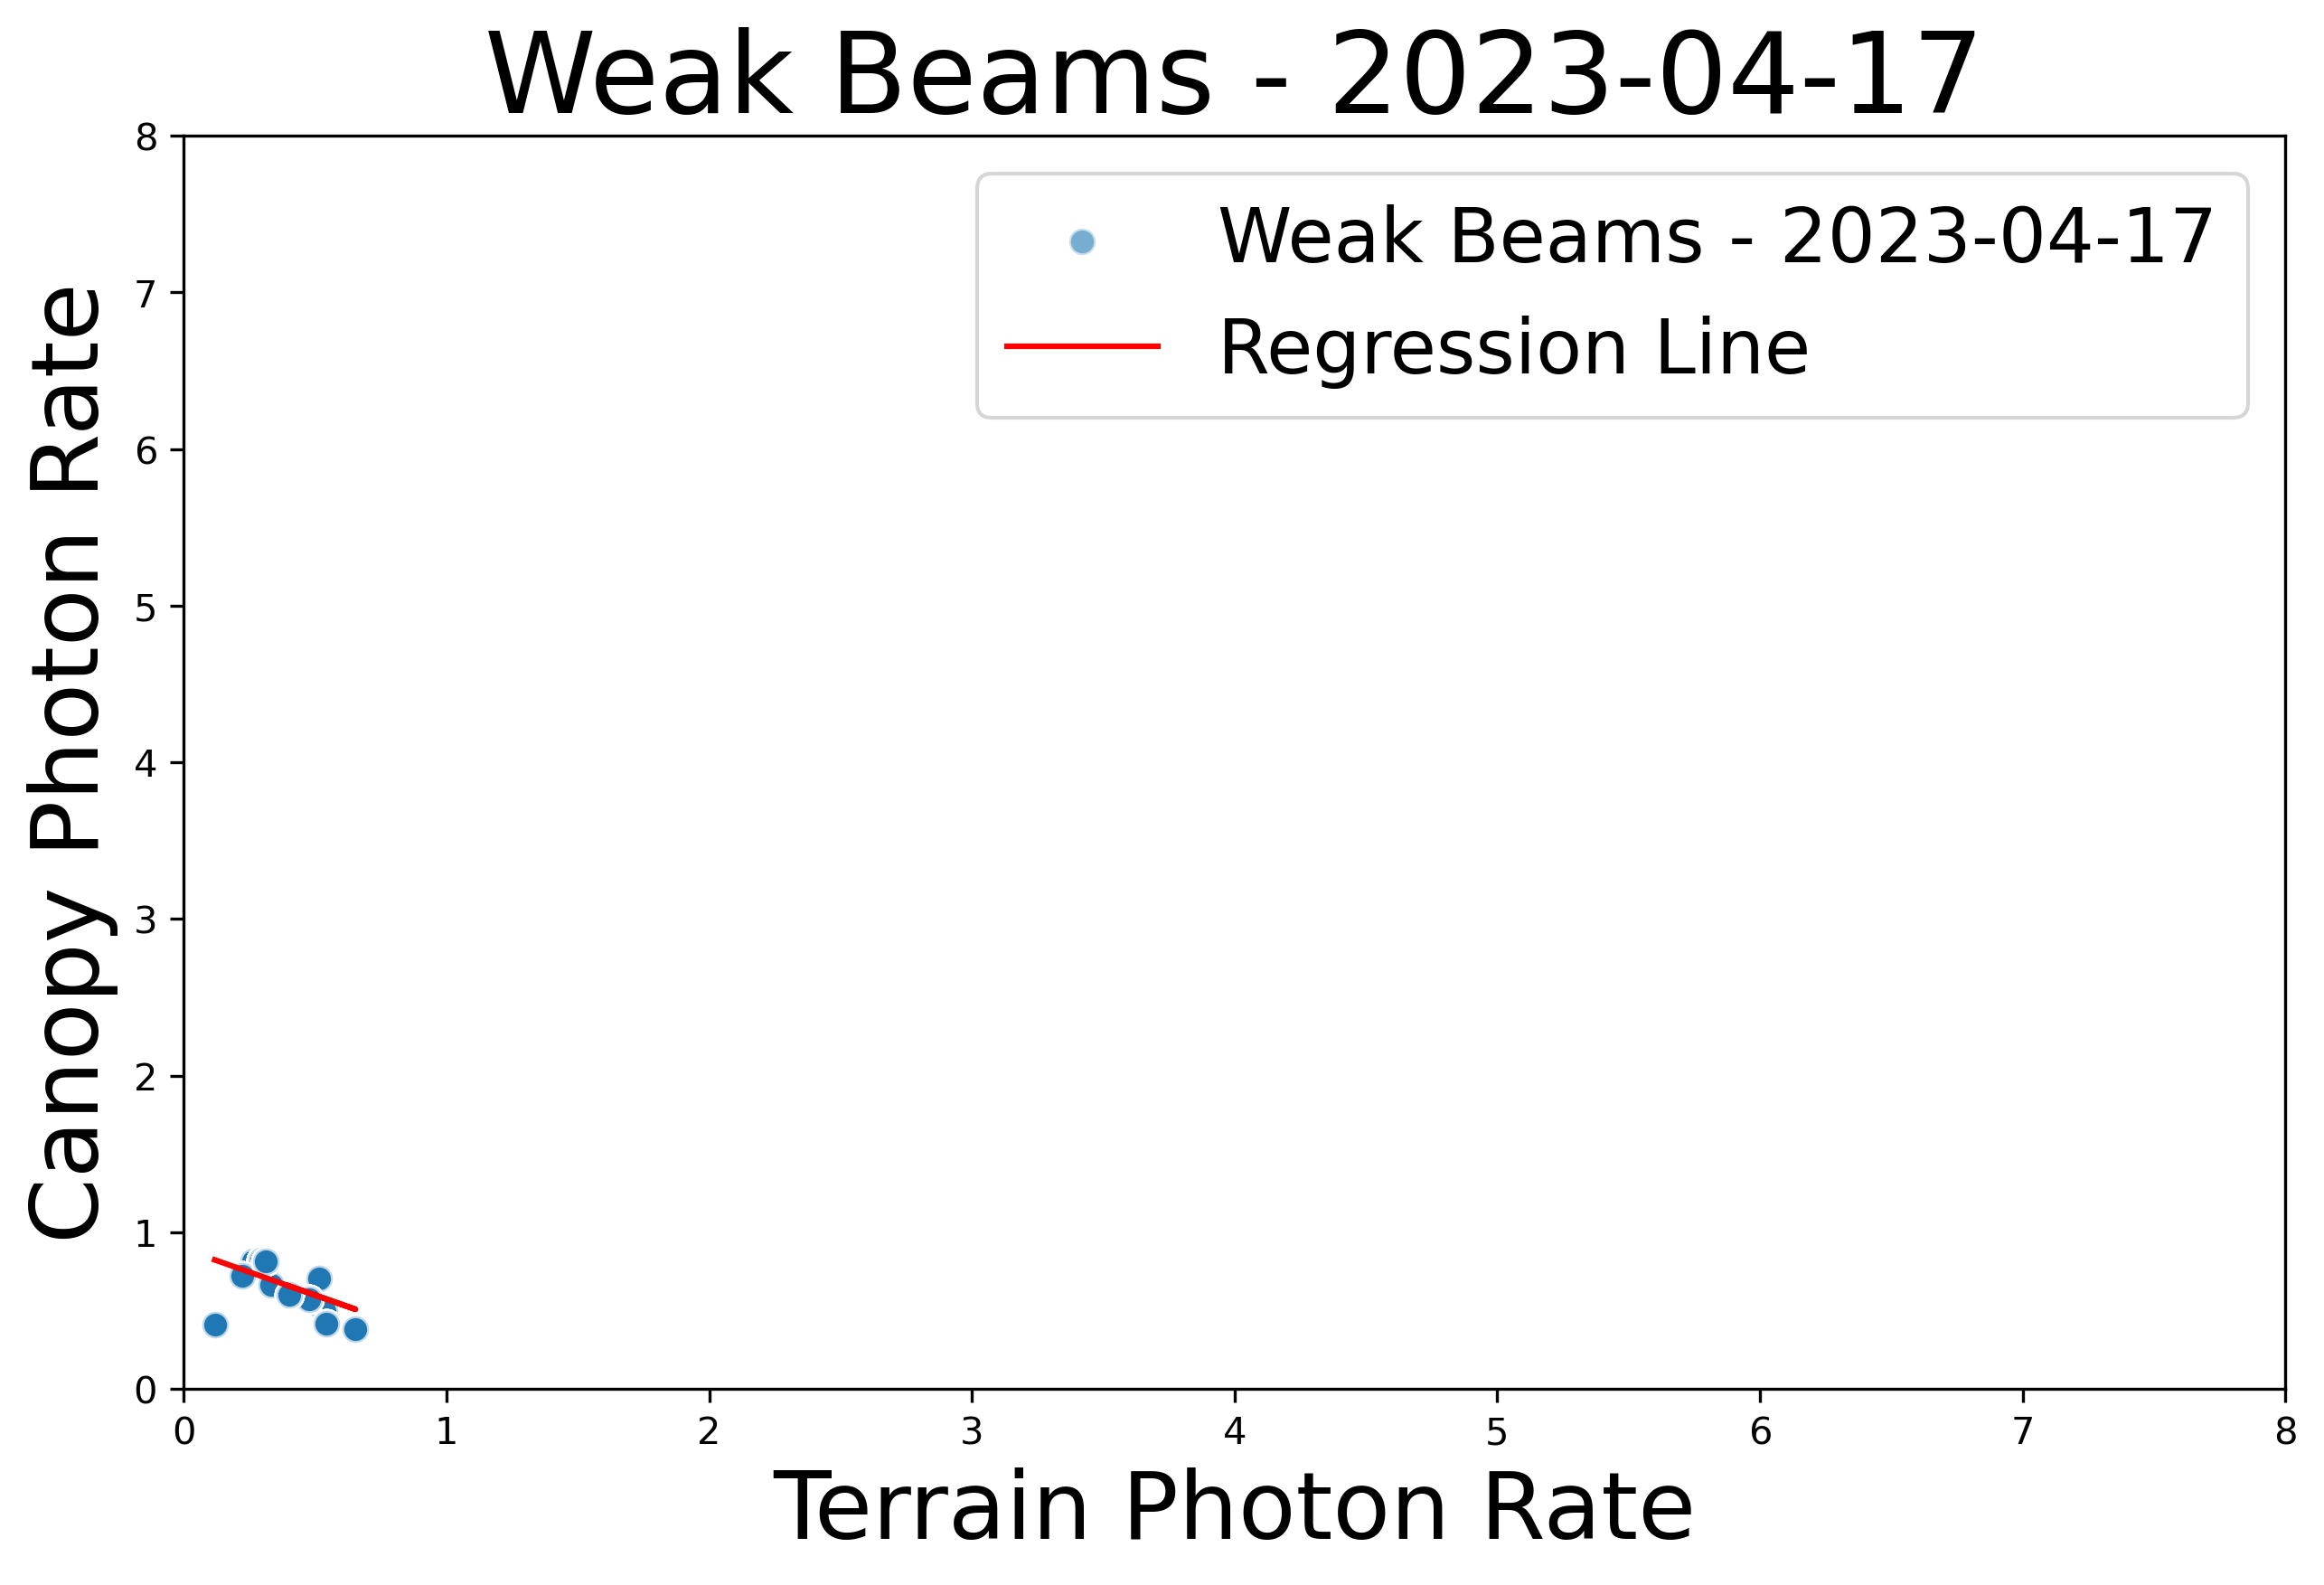 Weak Beams - 2023-04-17
Weak Beams - 2023-04-17
Regression Line
Canopy Photon Rate
8
7
6
5
4
3
2
1
0
0 1 2 3 4 5 6 7 8
Terrain Photon Rate